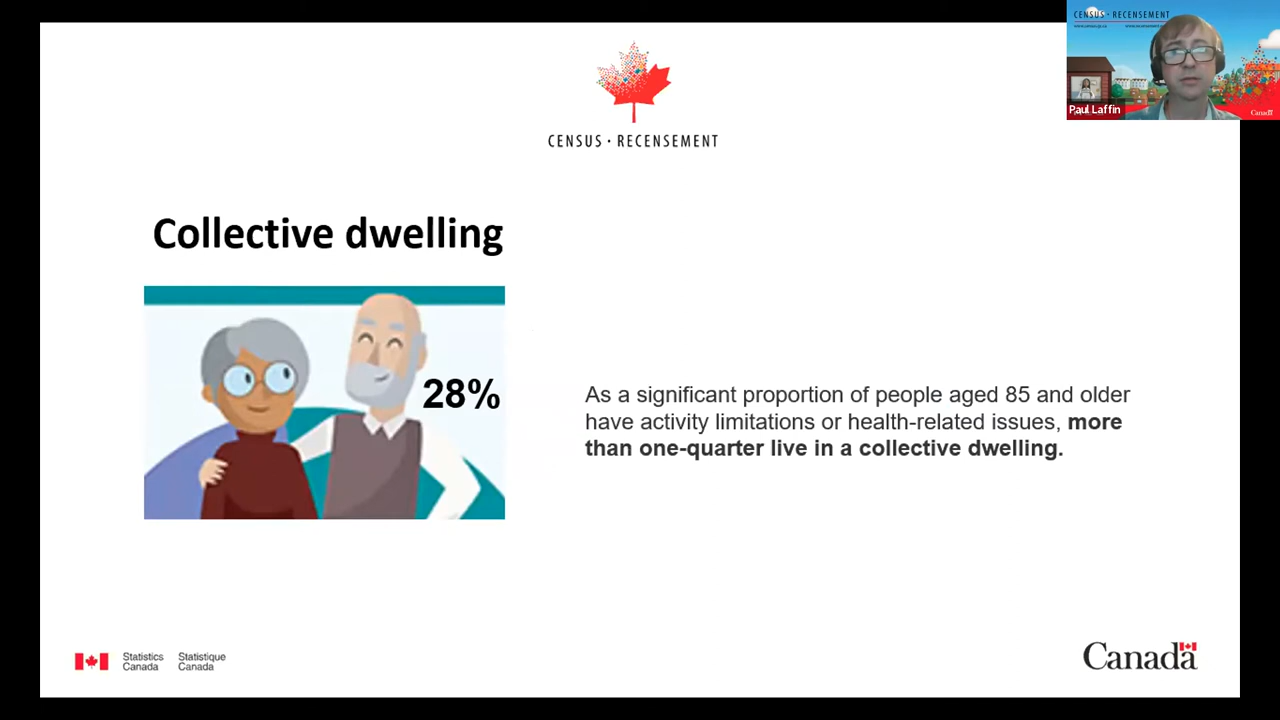 CENSUS · RECENSEMENT
Paul Laffin
Canada
CENSUS · RECENSEMENT
Collective dwelling
28%
As a significant proportion of people aged 85 and older
have activity limitations or health-related issues, more
than one-quarter live in a collective dwelling.
Statistics Statistique
Canada Canada
Canada